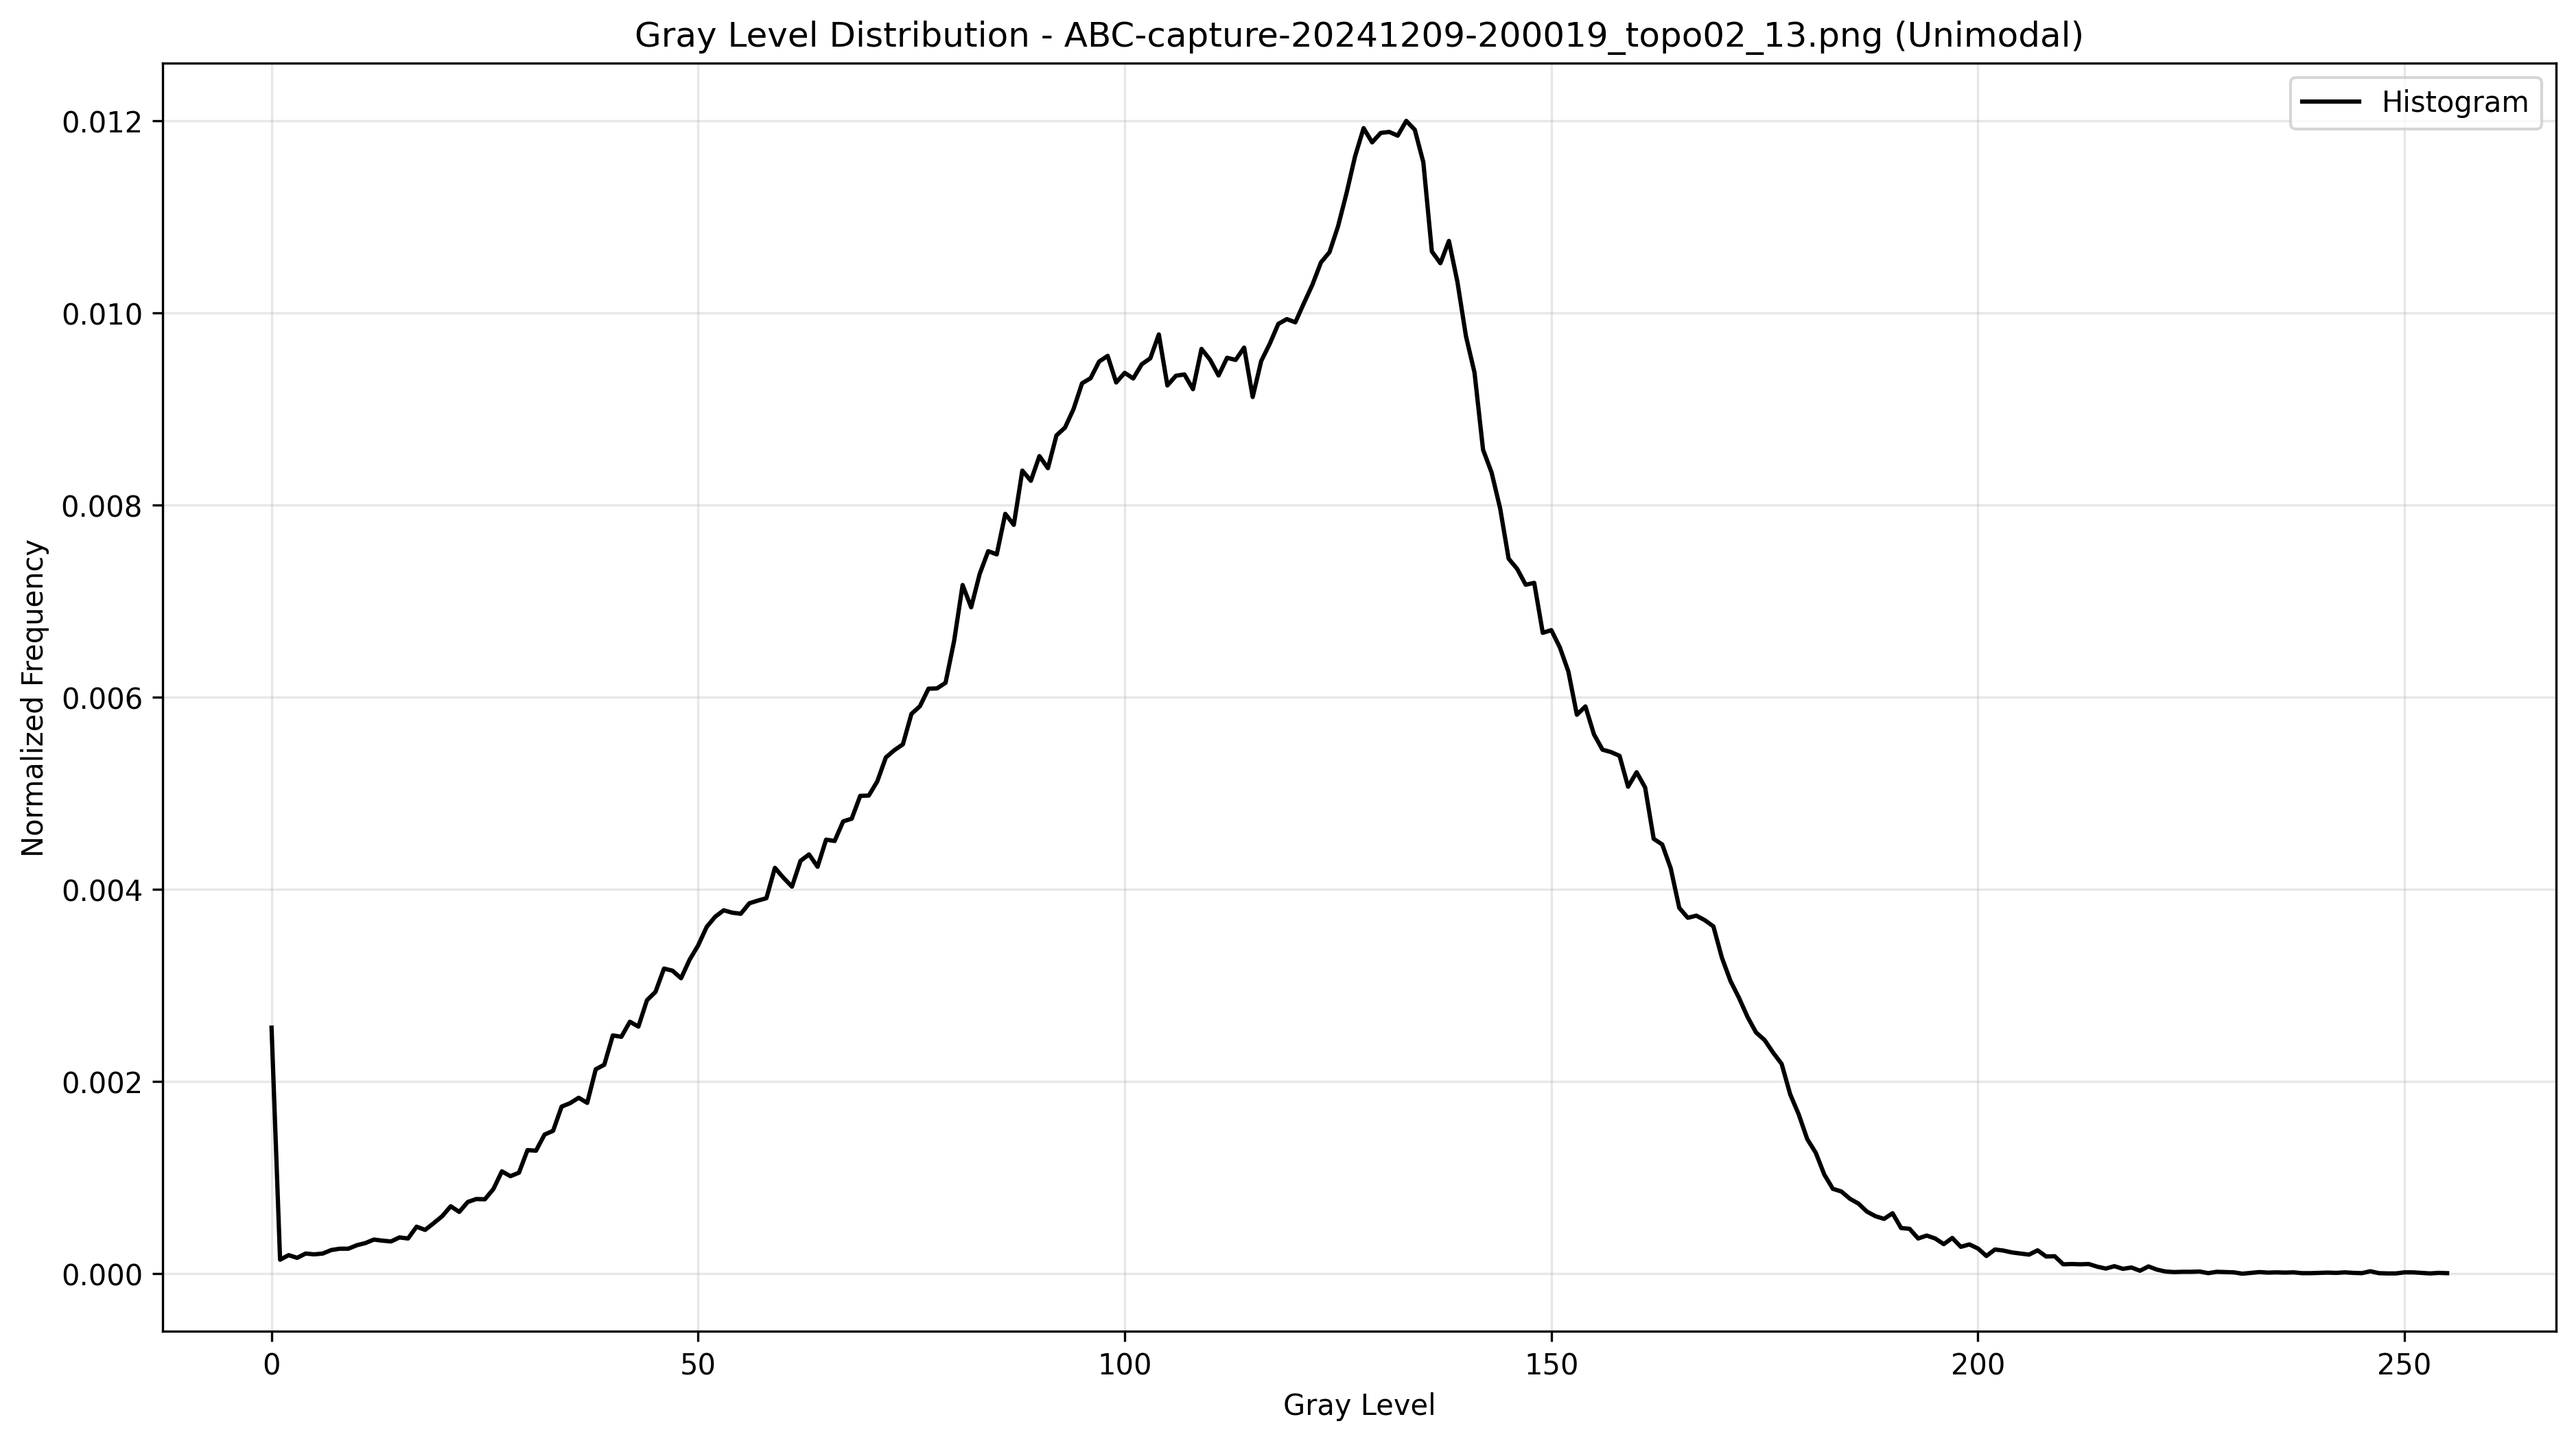 Gray Level Distribution - ABC-capture-20241209-200019_topo02_13.png (Unimodal)
Histogram
0.012
0.010
0.008
0.006
0.004
0.002
0.000
Normalized Frequency
0 50 100 150 200 250
Gray Level